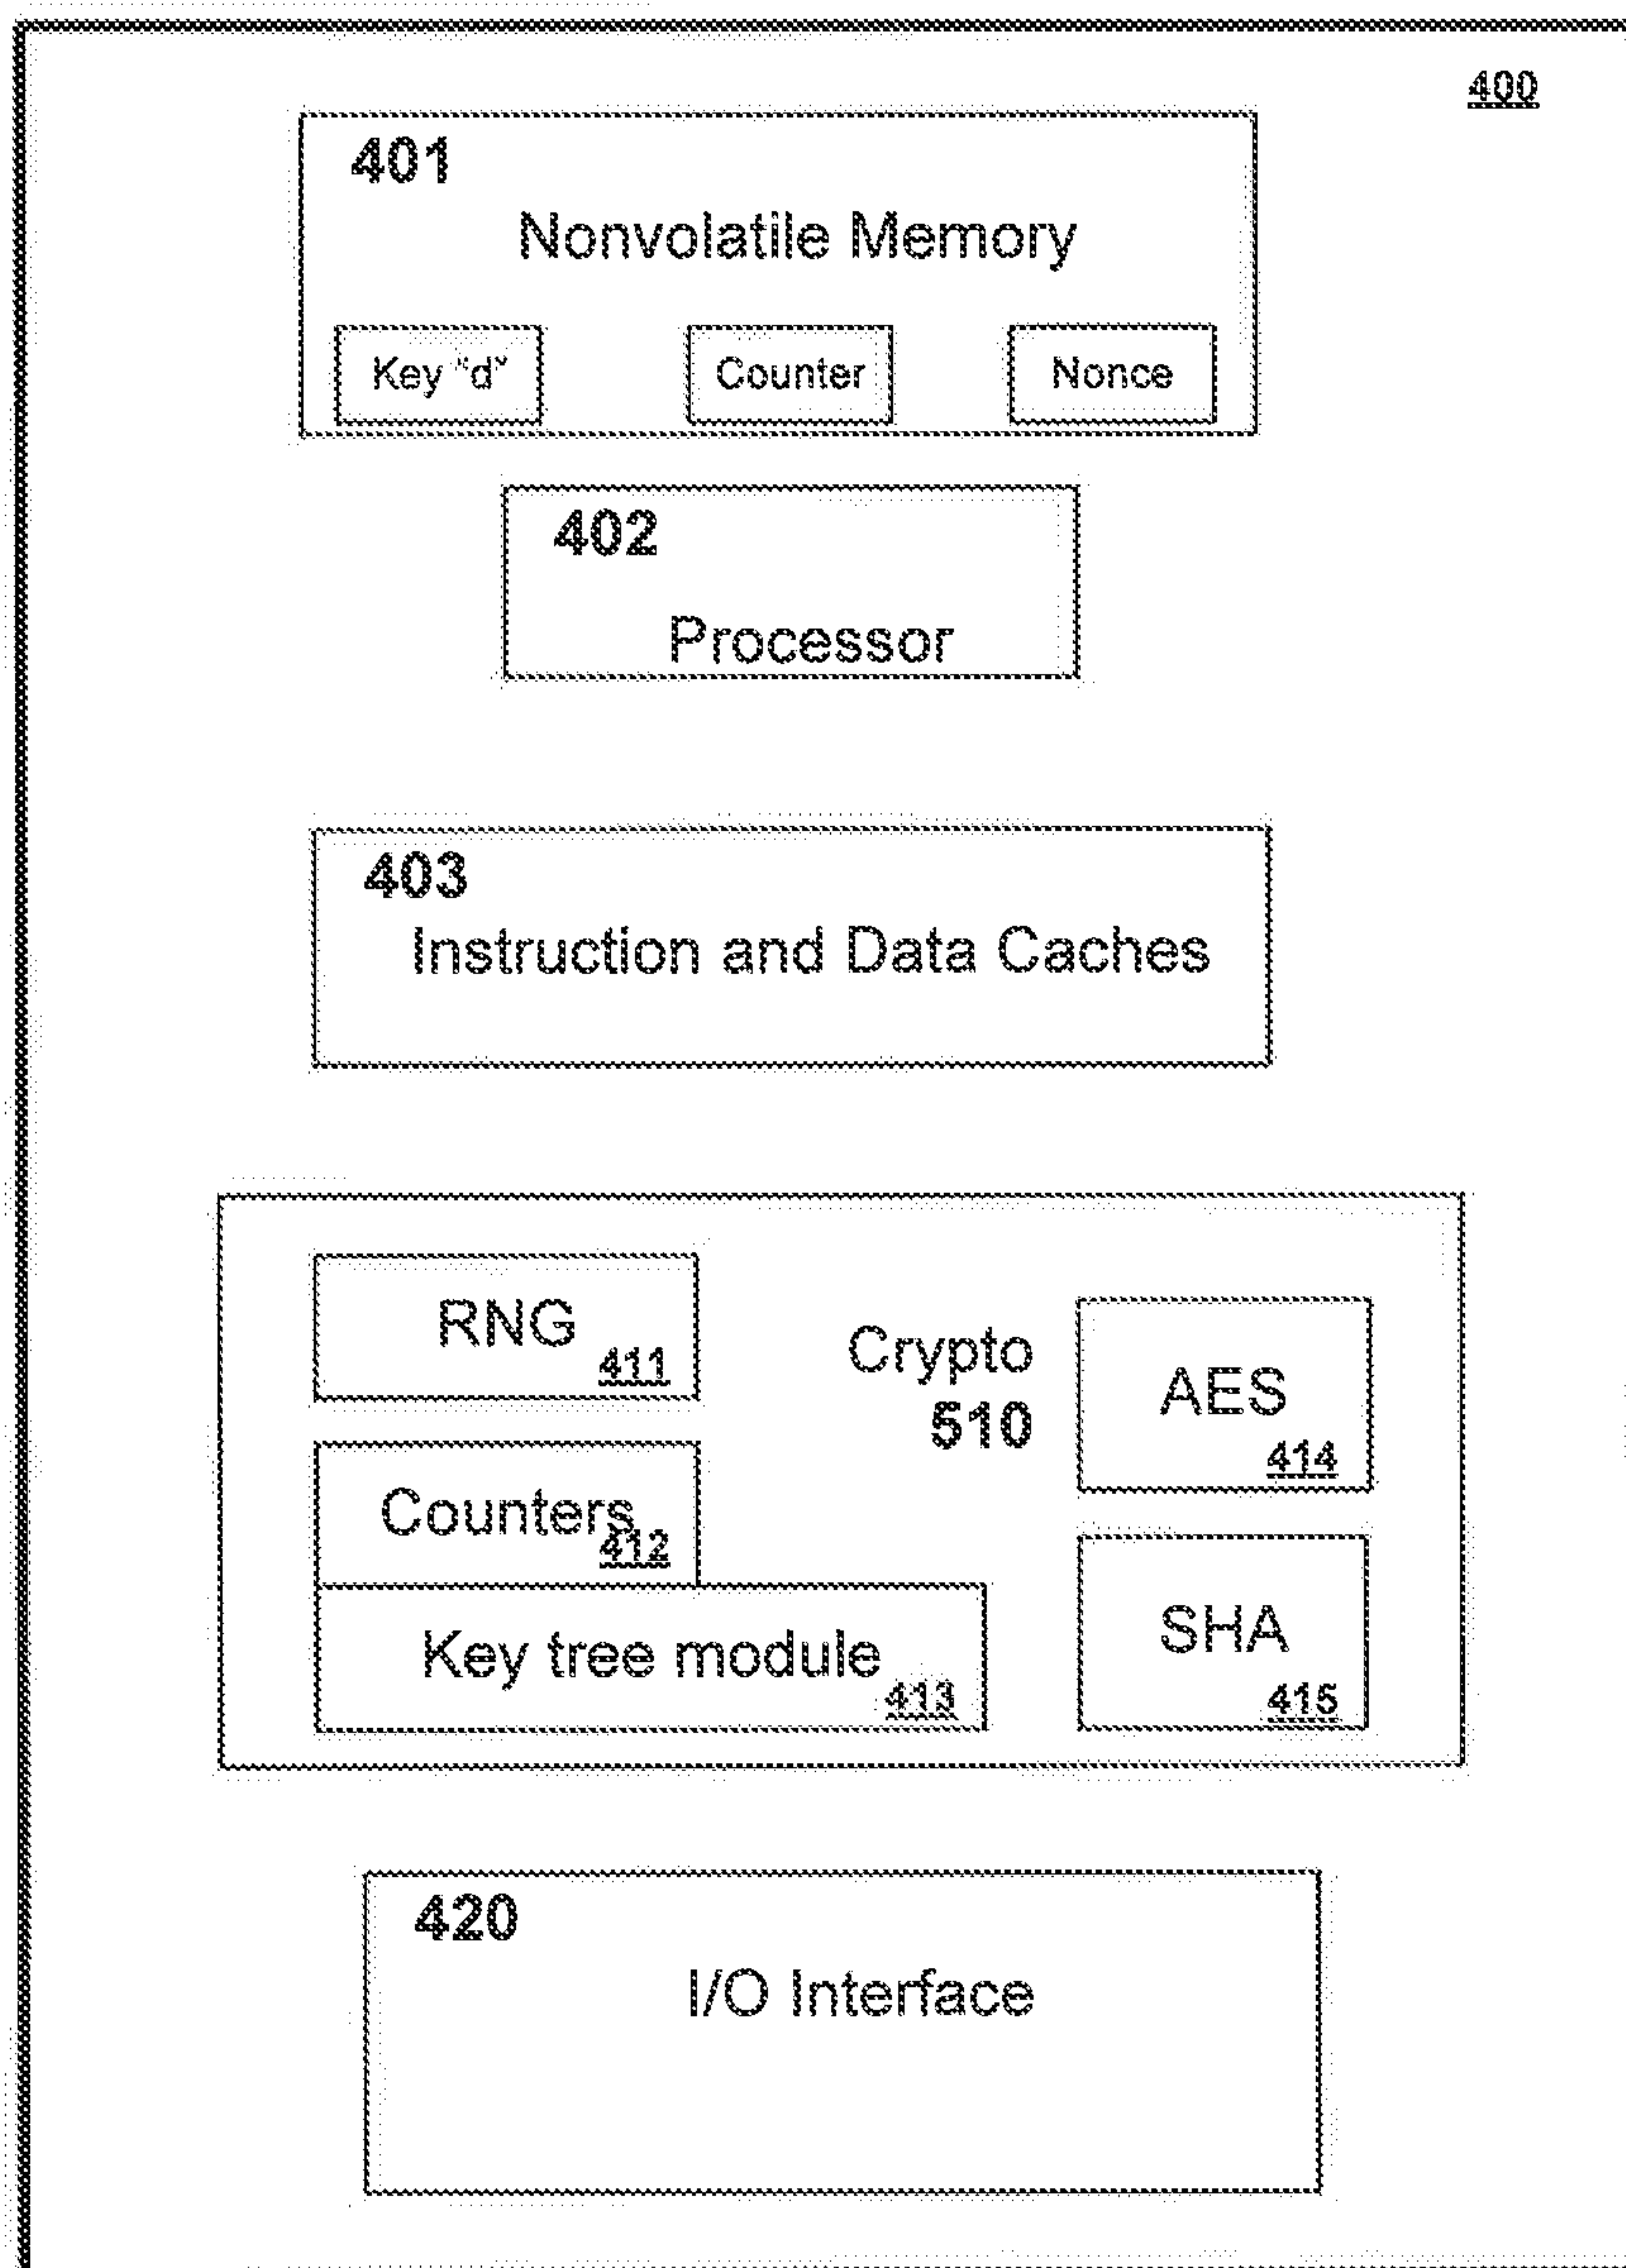 400
401
Nonvolatile Memory
Key "d"
Counter
Nonce
402
Processor
403
Instruction and Data Caches
RNG
411
Crypto
510
AES
414
Counters
412
Key tree module
413
SHA
415
420
I/O Interface